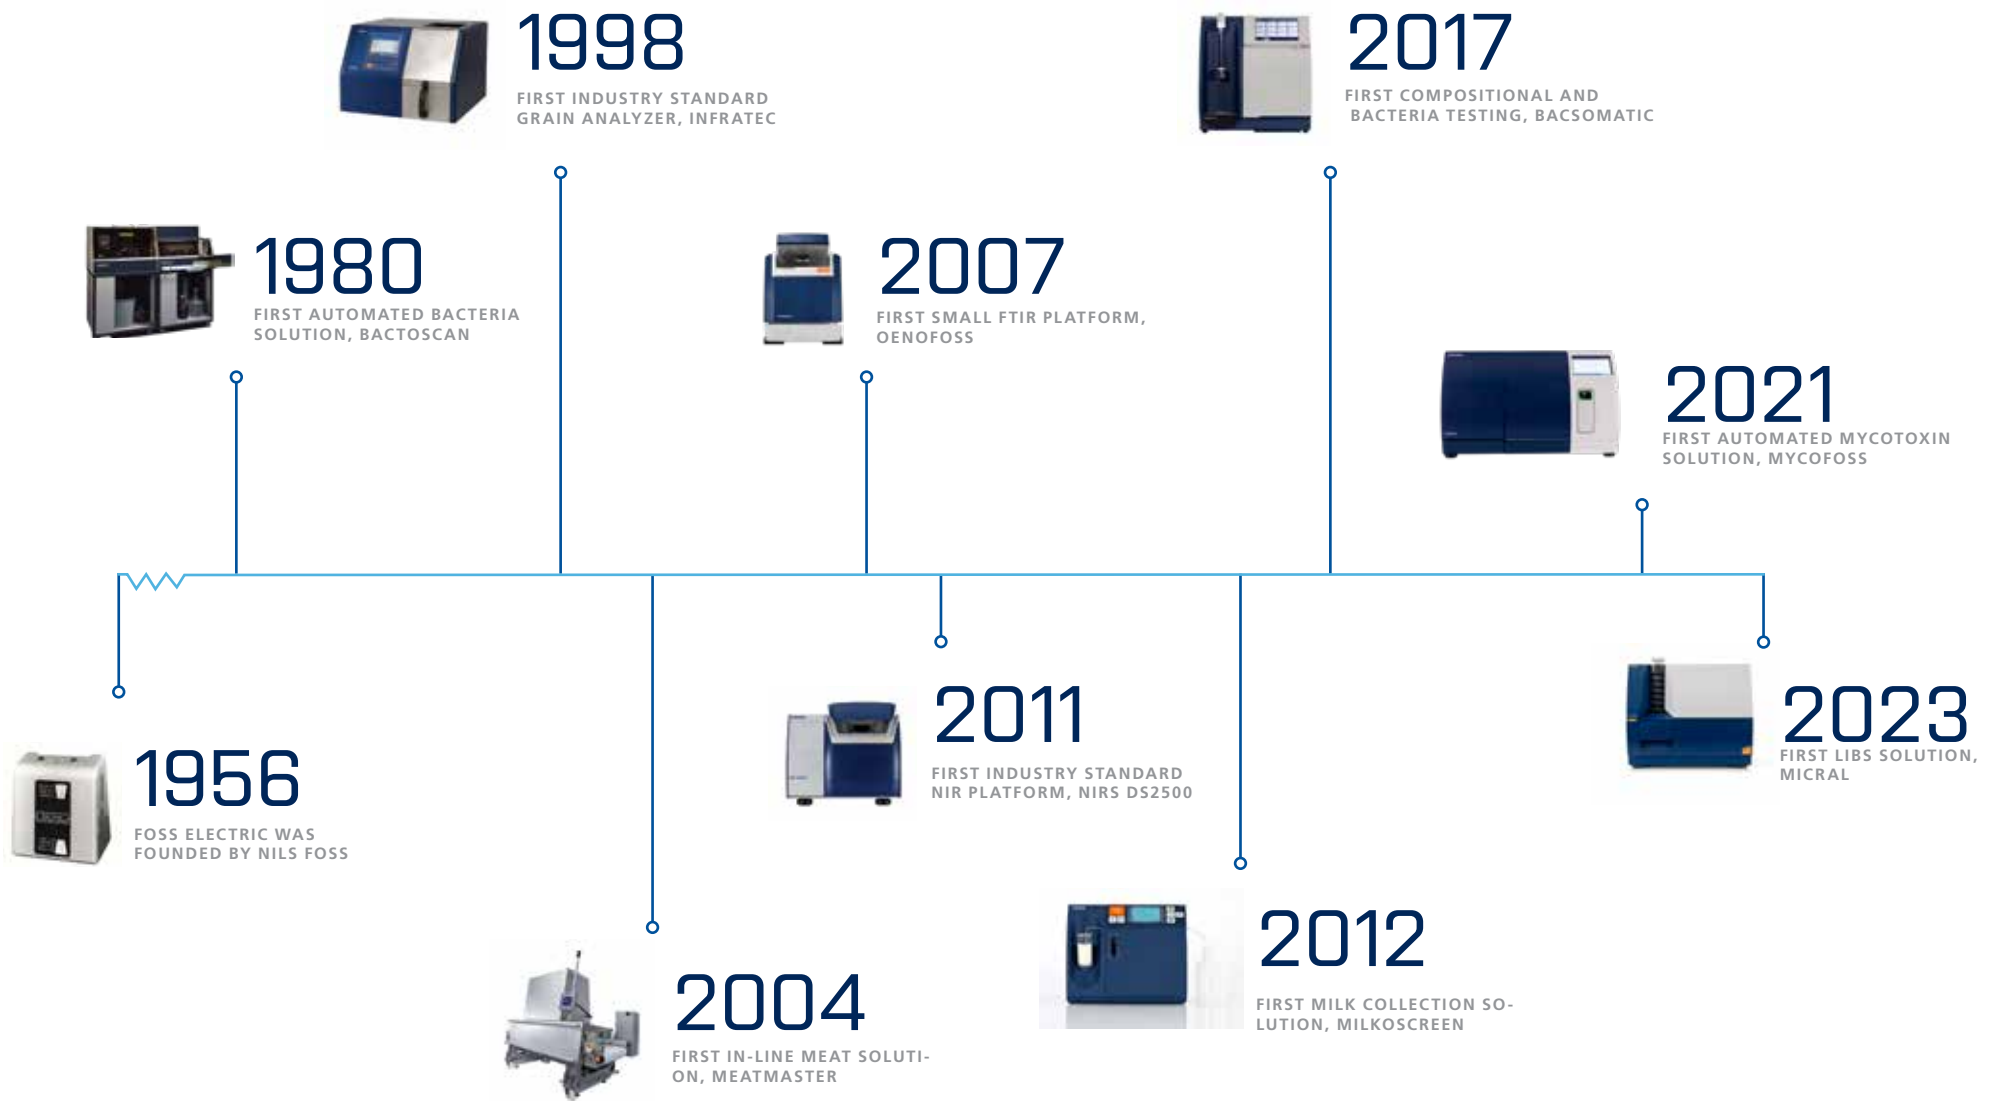 1998
FIRST INDUSTRY STANDARD
GRAIN ANALYZER, INFRATEC
2017
FIRST COMPOSITIONAL AND
BACTERIA TESTING, BACSOMATIC
1980
FIRST AUTOMATED BACTERIA
SOLUTION, BACTOSCAN
2007
FIRST SMALL FTIR PLATFORM,
OENOFOSS
2021
FIRST AUTOMATED MYCOTOXIN
SOLUTION, MYCOFOSS
1956
FOSS ELECTRIC WAS
FOUNDED BY NILS FOSS
2011
FIRST INDUSTRY STANDARD
NIR PLATFORM, NIRS DS2500
2023
FIRST LIBS SOLUTION,
MICRAL
2004
FIRST IN-LINE MEAT SOLUTI-
ON, MEATMASTER
2012
FIRST MILK COLLECTION SO-
LUTION, MILKOSCREEN